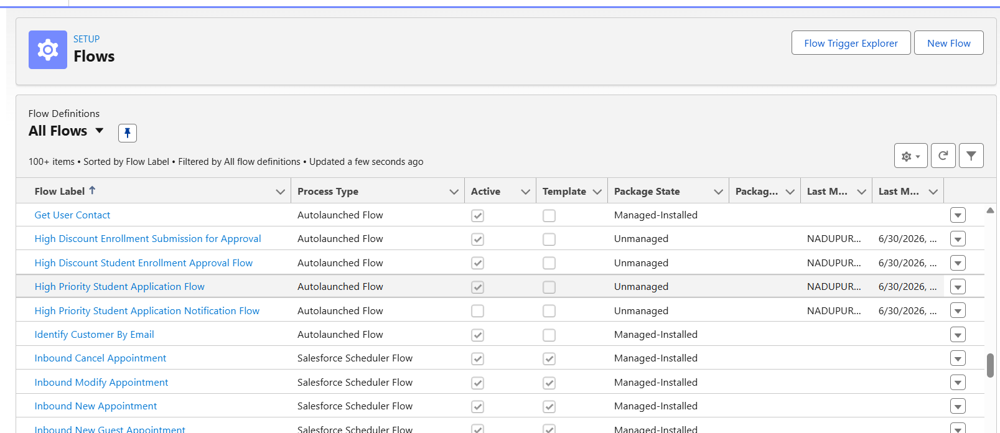 SETUP
Flows
Flow Trigger Explorer
New Flow
Flow Definitions
All Flows
100+ items • Sorted by Flow Label • Filtered by All flow definitions • Updated a few seconds ago
Flow Label Process Type Active Template Package State Packag... Last M... Last M...
Get User Contact Autolaunched Flow Managed-Installed
High Discount Enrollment Submission for Approval Autolaunched Flow Unmanaged NADUPUR... 6/30/2026, ...
High Discount Student Enrollment Approval Flow Autolaunched Flow Unmanaged NADUPUR... 6/30/2026, ...
High Priority Student Application Flow Autolaunched Flow Unmanaged NADUPUR... 6/30/2026, ...
High Priority Student Application Notification Flow Autolaunched Flow Unmanaged NADUPUR... 6/30/2026, ...
Identify Customer By Email Autolaunched Flow Managed-Installed
Inbound Cancel Appointment Salesforce Scheduler Flow Managed-Installed
Inbound Modify Appointment Salesforce Scheduler Flow Managed-Installed
Inbound New Appointment Salesforce Scheduler Flow Managed-Installed
Inbound New Guest Appointment Salesforce Scheduler Flow Managed-Installed